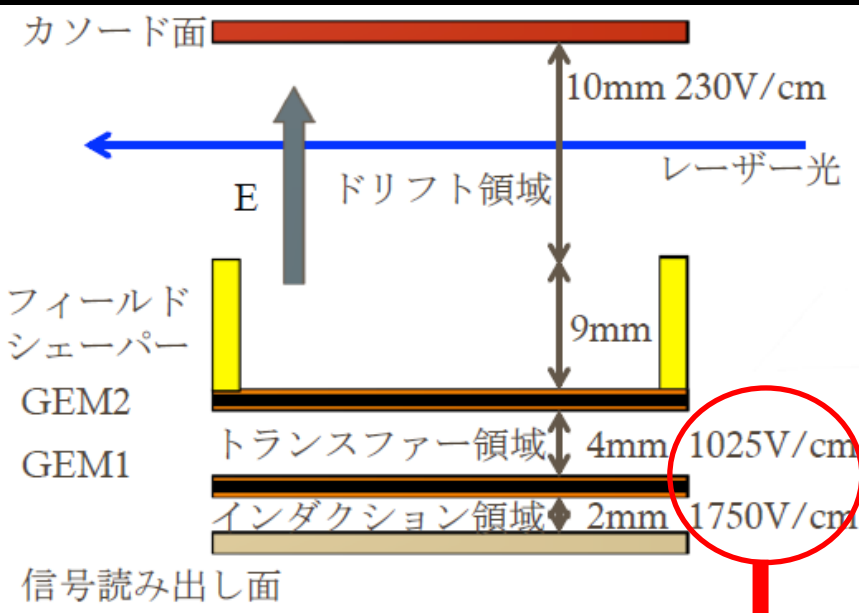 カソード面
10mm 230V/cm
レーザー光
E
ドリフト領域
フィールド
シェーパー
9mm
GEM2
トランスファー領域
4mm 1025V/cm
GEM1
インダクション領域
2mm 1750V/cm
信号読み出し面